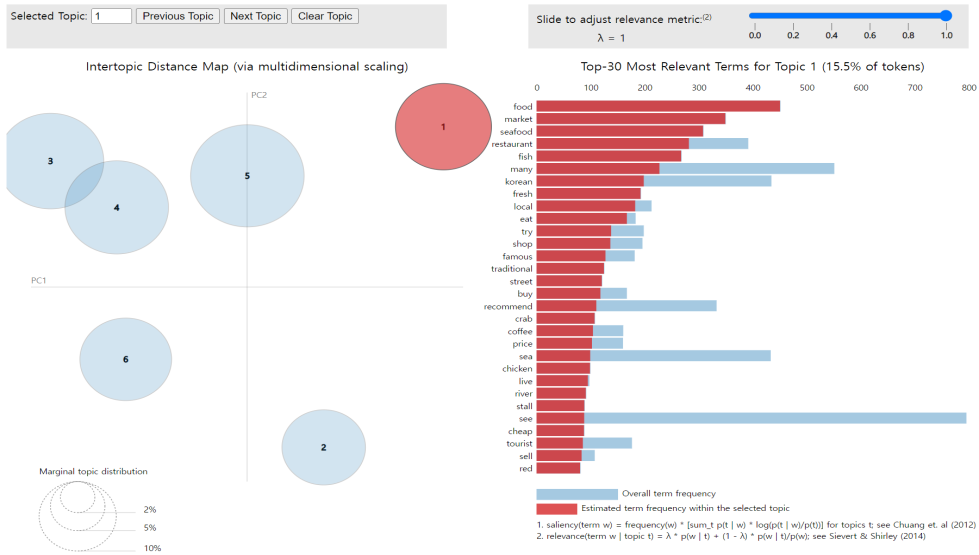 Selected Topic: 1 Previous Topic Next Topic Clear Topic
Slide to adjust relevance metric:(2)
λ = 1
0.0 0.2 0.4 0.6 0.8 1.0
Intertopic Distance Map (via multidimensional scaling)
PC2
PC1
1
2
3
4
5
6
Marginal topic distribution
2%
5%
10%
Top-30 Most Relevant Terms for Topic 1 (15.5% of tokens)
0 100 200 300 400 500 600 700 800
food
market
seafood
restaurant
fish
many
korean
fresh
local
eat
try
shop
famous
traditional
street
buy
recommend
crab
coffee
price
sea
chicken
live
river
stall
see
cheap
tourist
sell
red
Overall term frequency
Estimated term frequency within the selected topic
1. saliency(term w) = frequency(w) * [sum_t p(t | w) * log(p(t | w)/p(t))] for topics t; see Chuang et. al (2012)
2. relevance(term w | topic t) = λ * p(w | t) + (1 - λ) * p(w | t)/p(w); see Sievert & Shirley (2014)